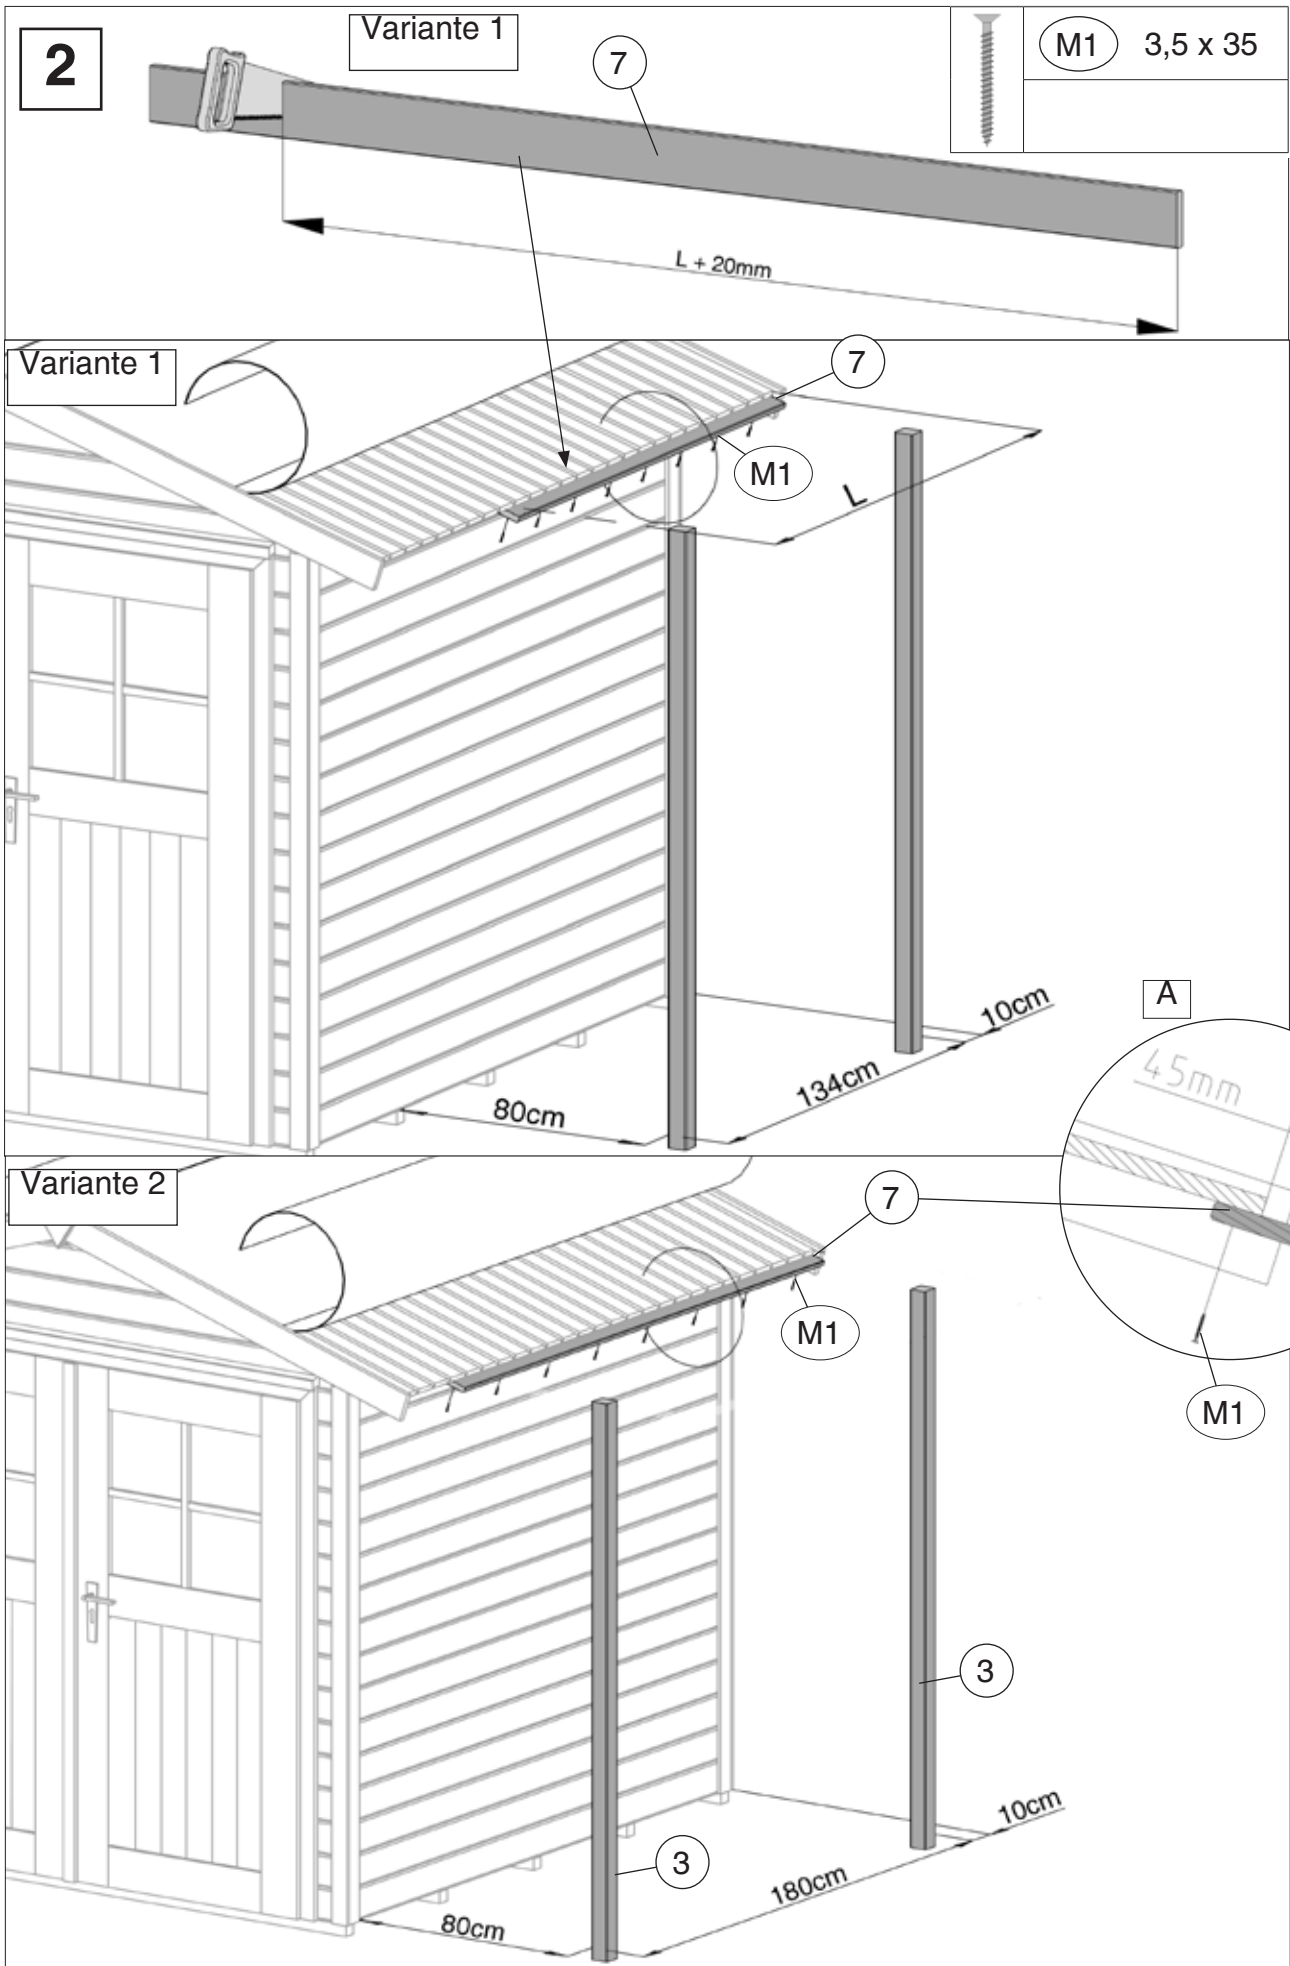 2
Variante 1
7
M1 3,5 x 35
L + 20mm
Variante 1
7
M1
L
10cm
134cm
80cm
A
45mm
Variante 2
7
M1
M1
3
3
10cm
180cm
80cm